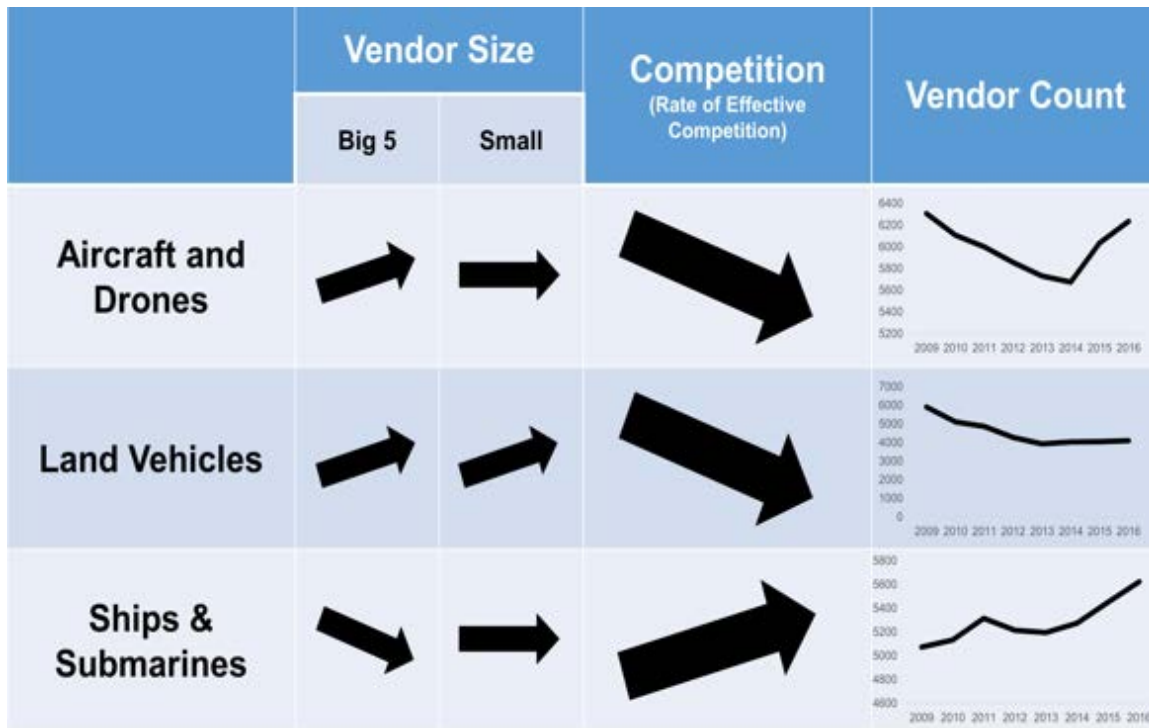 Vendor Size
Competition
(Rate of Effective
Competition)
Vendor Count
Big 5
Small
Aircraft and
Drones
6400
6200
6000
5800
5600
5400
5200
2009 2010 2011 2012 2013 2014 2015 2016
Land Vehicles
7000
6000
5000
4000
3000
2000
1000
0
2009 2010 2011 2012 2013 2014 2015 2016
Ships &
Submarines
5800
5600
5400
5200
5000
4800
4600
2009 2010 2011 2012 2013 2014 2015 2016